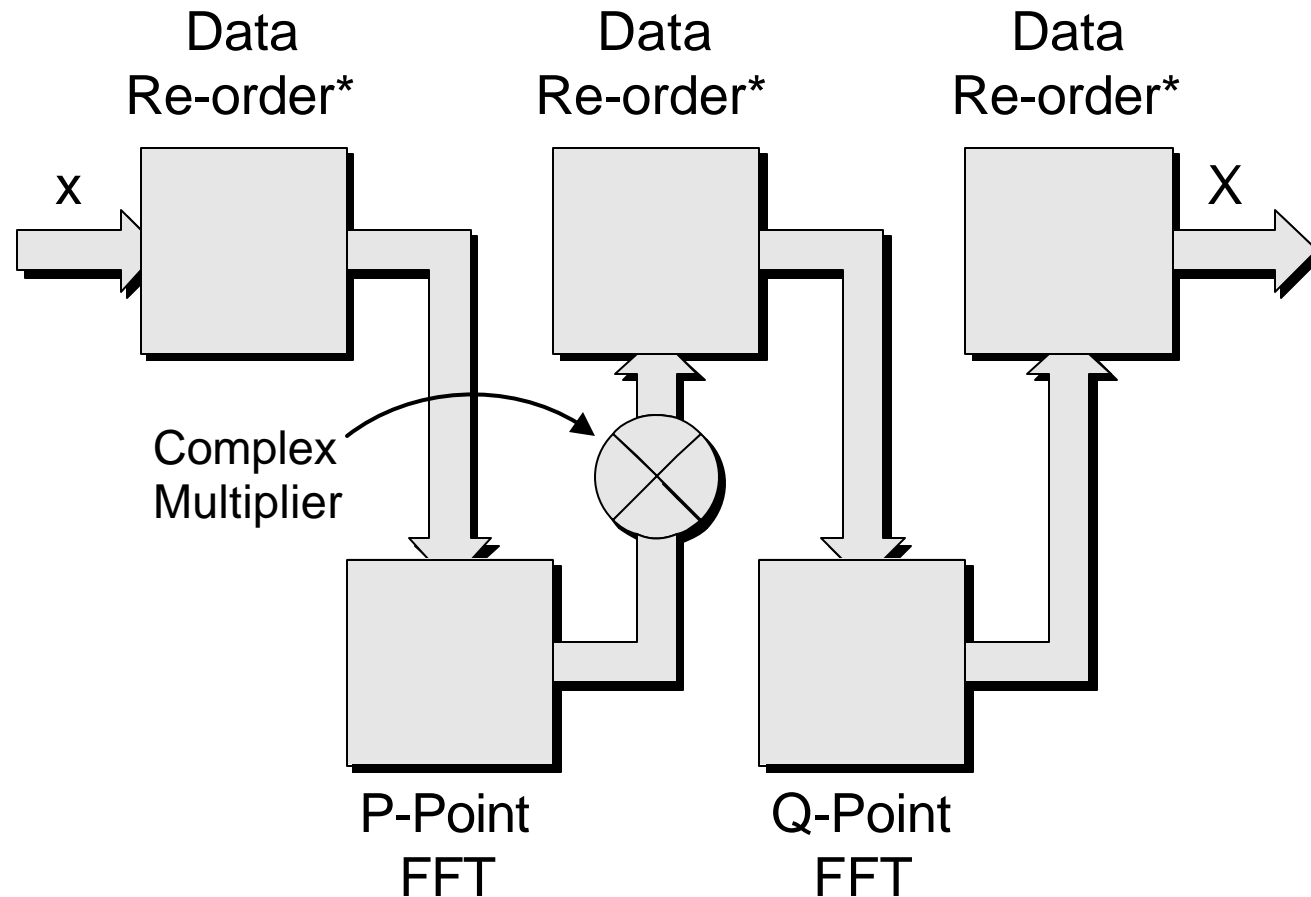 Data
Re-order*
Data
Re-order*
Data
Re-order*
x
X
Complex
Multiplier
P-Point
FFT
Q-Point
FFT